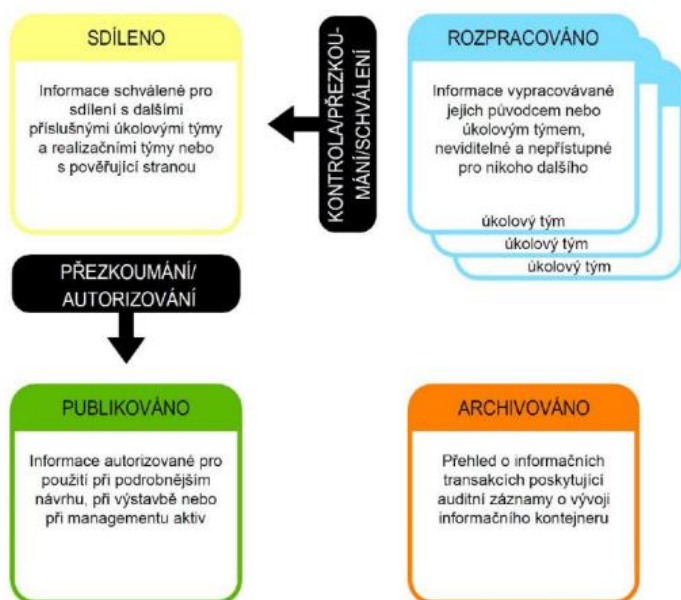 SDÍLENO
Informace schválené pro
sdílení s dalšími
příslušnými úkolovými týmy
a realizačními týmy nebo
s pověřující stranou
KONTROLA/PŘEZKOU-
MÁNÍ/SCHVÁLENÍ
ROZPRACOVÁNO
Informace vypracovávané
jejich původcem nebo
úkolovým týmem,
neviditelné a nepřístupné
pro nikoho dalšího
úkolový tým
úkolový tým
úkolový tým
PŘEZKOUMÁNÍ/
AUTORIZOVÁNÍ
PUBLIKOVÁNO
Informace autorizované pro
použití při podrobnějším
návrhu, při výstavbě nebo
při managementu aktiv
ARCHIVOVÁNO
Přehled o informačních
transakcích poskytující
auditní záznamy o vývoji
informačního kontejneru